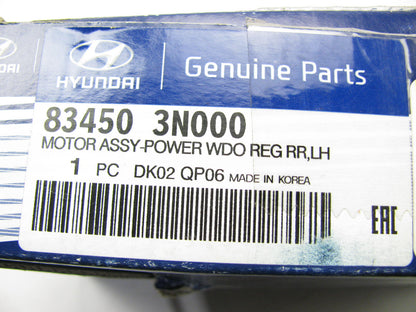 HYUNDAI
Genuine Parts
83450 3N000
MOTOR ASSY-POWER WDO REG RR,LH
1 PC DK02 QP06 MADE IN KOREA
EAC